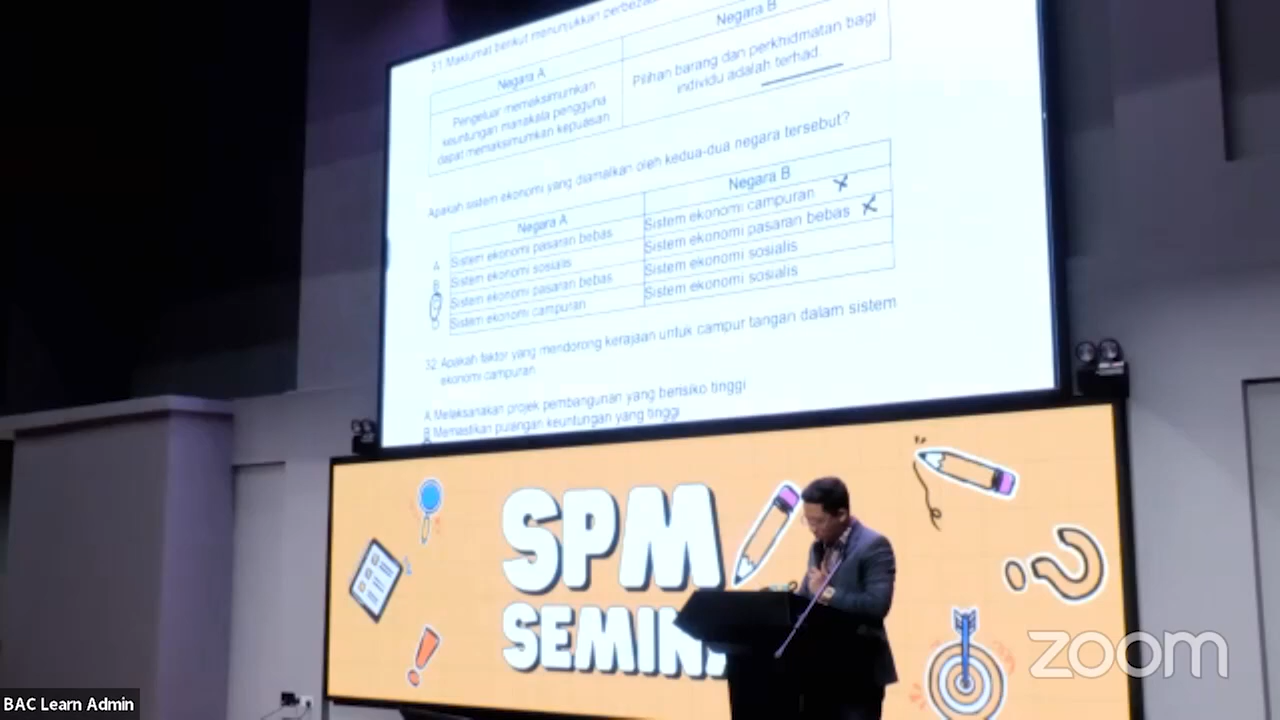 31 Maklumat berikut menunjukkan perbezaan
Negara A
Negara B
Pengeluar memaksimumkan
keuntungan manakala pengguna
dapat memaksimumkan kepuasan
Pilihan barang dan perkhidmatan bagi
individu adalah terhad.
Apakah sistem ekonomi yang diamalkan oleh kedua-dua negara tersebut?
Negara A
Negara B
A Sistem ekonomi pasaran bebas Sistem ekonomi campuran
B Sistem ekonomi sosialis Sistem ekonomi pasaran bebas
C Sistem ekonomi pasaran bebas Sistem ekonomi sosialis
D Sistem ekonomi campuran Sistem ekonomi sosialis
32 Apakah faktor yang mendorong kerajaan untuk campur tangan dalam sistem
ekonomi campuran
A Melaksanakan projek pembangunan yang berisiko tinggi
B Memastikan pulangan keuntungan yang tinggi
SPM
SEMIN
zoom
BAC Learn Admin